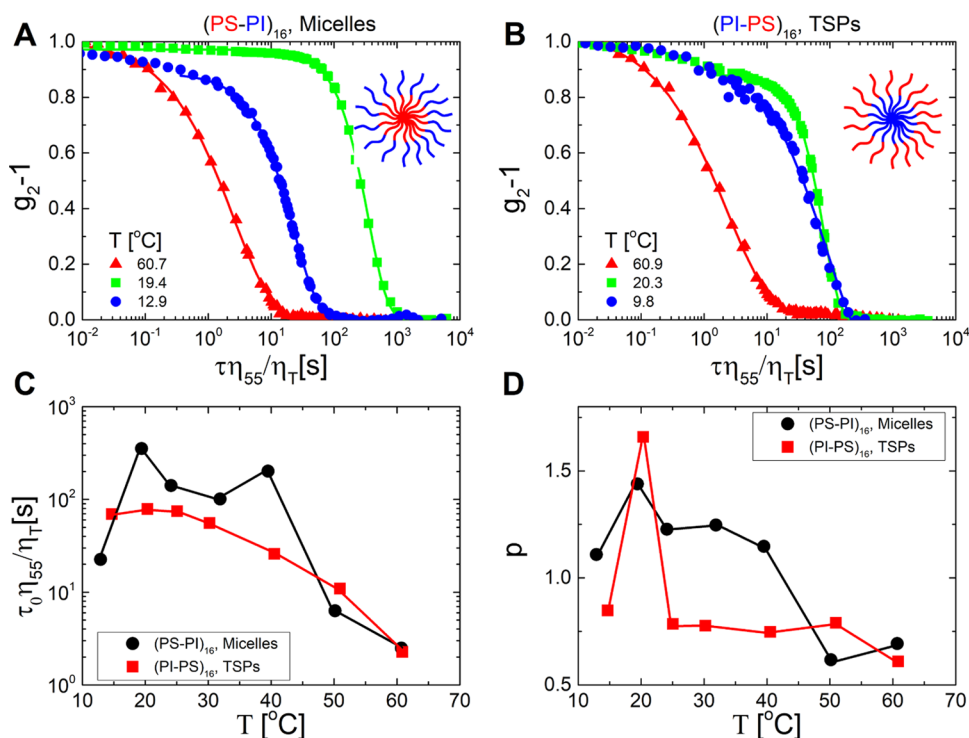 A
(PS-PI)₁₆, Micelles
1.0
0.8
0.6
0.4
0.2
0.0
g₂-1
T [°C]
60.7
19.4
12.9
10⁻² 10⁻¹ 10⁰ 10¹ 10² 10³ 10⁴
τη₅₅/η_T[s]
B
(PI-PS)₁₆, TSPs
1.0
0.8
0.6
0.4
0.2
0.0
g₂-1
T [°C]
60.9
20.3
9.8
10⁻² 10⁻¹ 10⁰ 10¹ 10² 10³ 10⁴
τη₅₅/η_T[s]
C
10³
10²
10¹
10⁰
τ₀η₅₅/η_T[s]
(PS-PI)₁₆, Micelles
(PI-PS)₁₆, TSPs
10 20 30 40 50 60 70
T [°C]
D
1.5
1.0
0.5
p
(PS-PI)₁₆, Micelles
(PI-PS)₁₆, TSPs
10 20 30 40 50 60 70
T [°C]